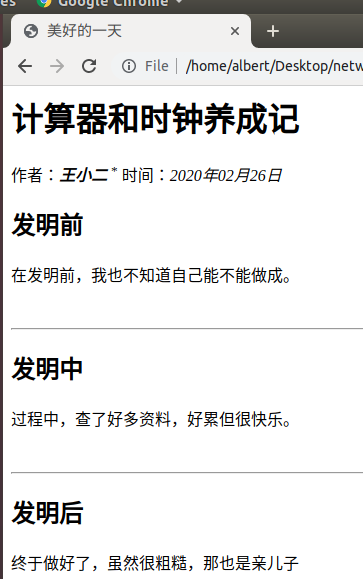 es Google Chrome
美好的一天
File /home/albert/Desktop/netw
计算器和时钟养成记
作者：王小二 * 时间：2020年02月26日
发明前
在发明前，我也不知道自己能不能做成。
发明中
过程中，查了好多资料，好累但很快乐。
发明后
终于做好了，虽然很粗糙，那也是亲儿子